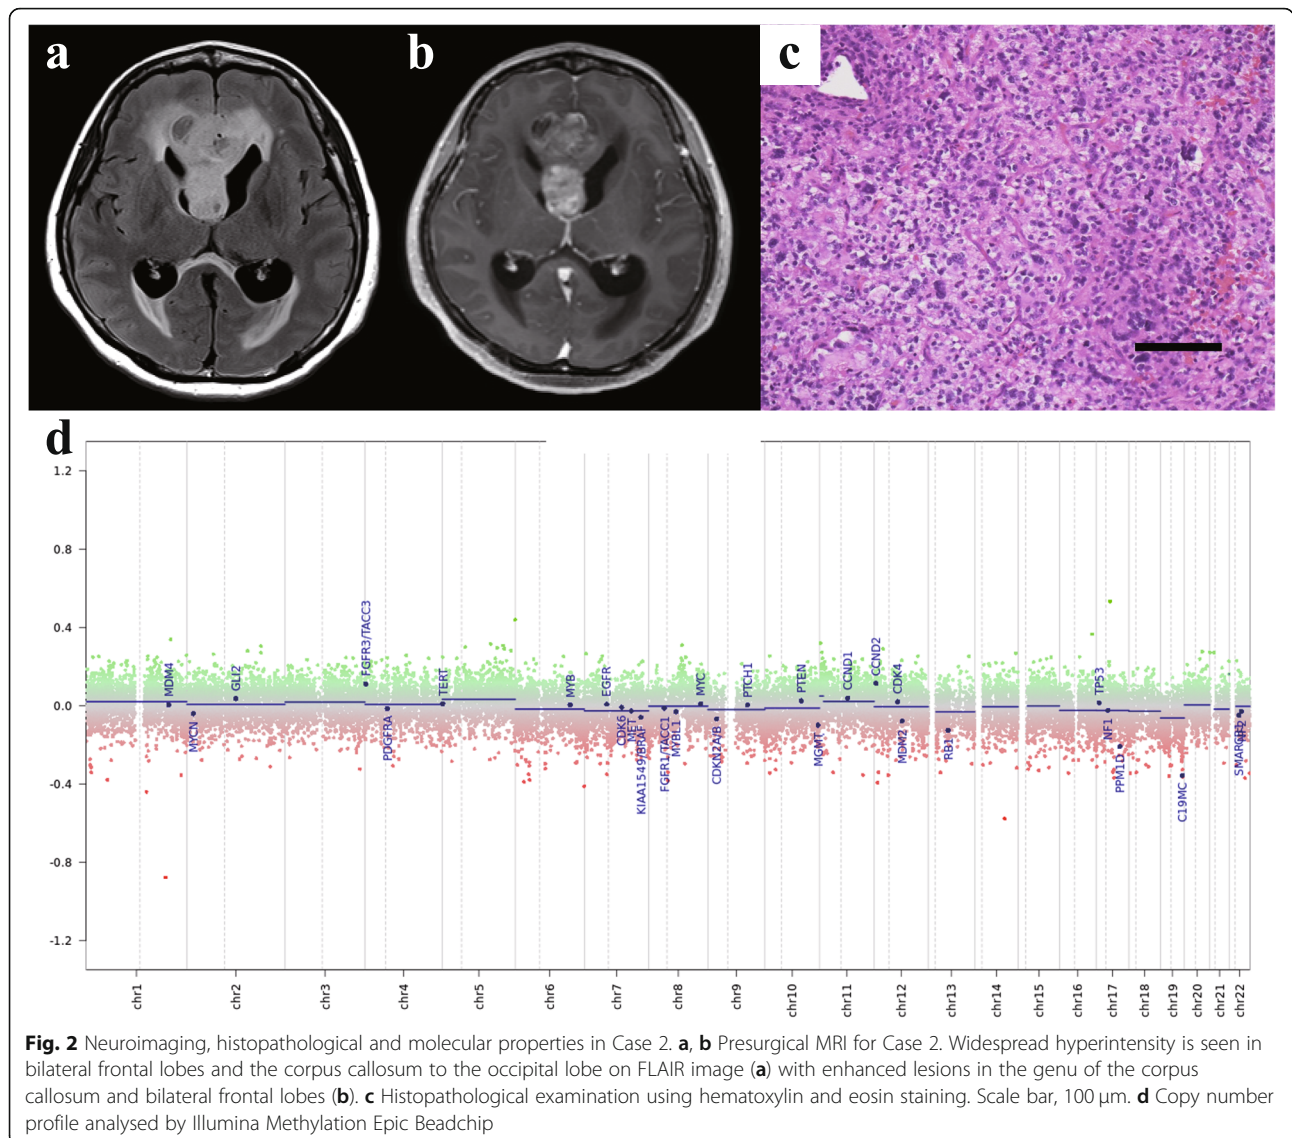 a
b
c
d
1.2
0.8
0.4
0.0
-0.4
-0.8
-1.2
MDM4
MYCN
GLI2
FGFR3/TACC3
PDGFRA
TERT
MYB
EGFR
CDK6
MET
KIAA1549/BRAF
FGFR1/TACC1
MYBL1
MYC
CDKN2A/B
PTCH1
PTEN
MGMT
CCND1
CCND2
CDK4
MDM2
RB1
TP53
NF1
PPM1D
C19MC
chr1
chr2
chr3
chr4
chr5
chr6
chr7
chr8
chr9
chr10
chr11
chr12
chr13
chr14
chr15
chr16
chr17
chr18
chr19
chr20
chr21
chr22
Fig. 2 Neuroimaging, histopathological and molecular properties in Case 2. a, b Presurgical MRI for Case 2. Widespread hyperintensity is seen in
bilateral frontal lobes and the corpus callosum to the occipital lobe on FLAIR image (a) with enhanced lesions in the genu of the corpus
callosum and bilateral frontal lobes (b). c Histopathological examination using hematoxylin and eosin staining. Scale bar, 100 μm. d Copy number
profile analysed by Illumina Methylation Epic Beadchip